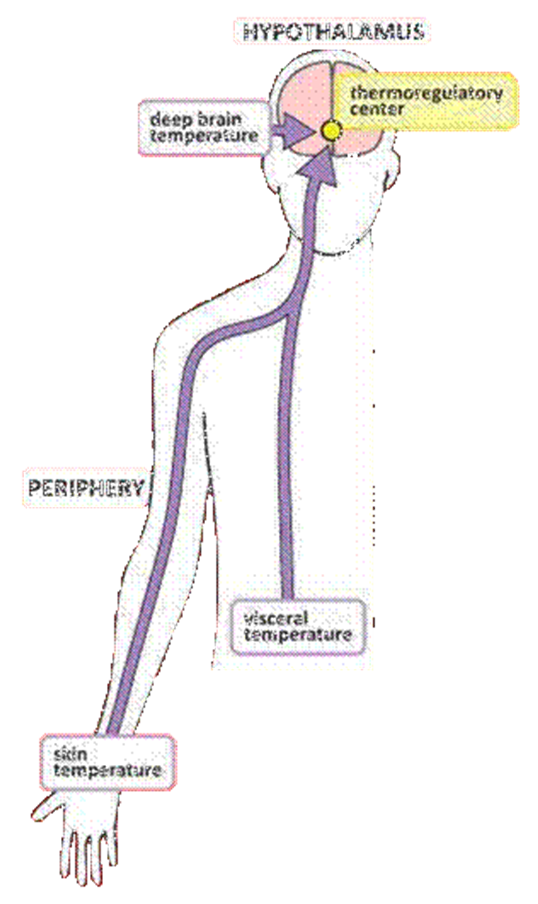 HYPOTHALAMUS
thermoregulatory
center
deep brain
temperature
PERIPHERY
visceral
temperature
skin
temperature